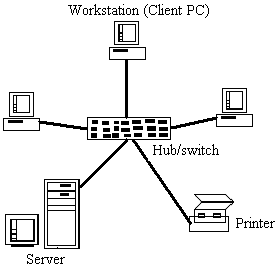 Workstation (Client PC)
Hub/switch
Printer
Server